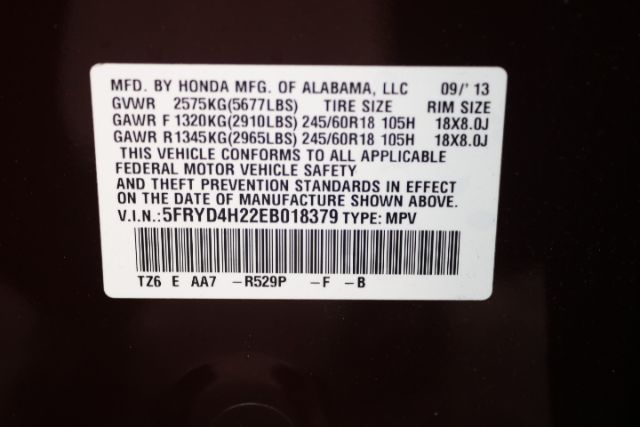 MFD. BY HONDA MFG. OF ALABAMA, LLC 09/'13
GVWR 2575KG(5677LBS) TIRE SIZE RIM SIZE
GAWR F 1320KG(2910LBS) 245/60R18 105H 18X8.0J
GAWR R1345KG(2965LBS) 245/60R18 105H 18X8.0J
THIS VEHICLE CONFORMS TO ALL APPLICABLE
FEDERAL MOTOR VEHICLE SAFETY
AND THEFT PREVENTION STANDARDS IN EFFECT
ON THE DATE OF MANUFACTURE SHOWN ABOVE.
V.I.N.:5FRYD4H22EB018379 TYPE: MPV
TZ6 E AA7 -R529P -F -B